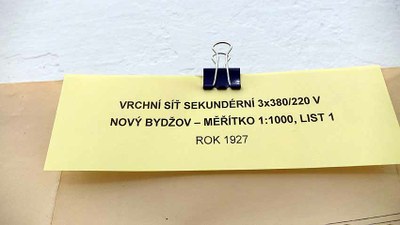 VRCHNÍ SÍŤ SEKUNDÉRNÍ 3x380/220 V
NOVÝ BYDŽOV – MĚŘÍTKO 1:1000, LIST 1
ROK 1927